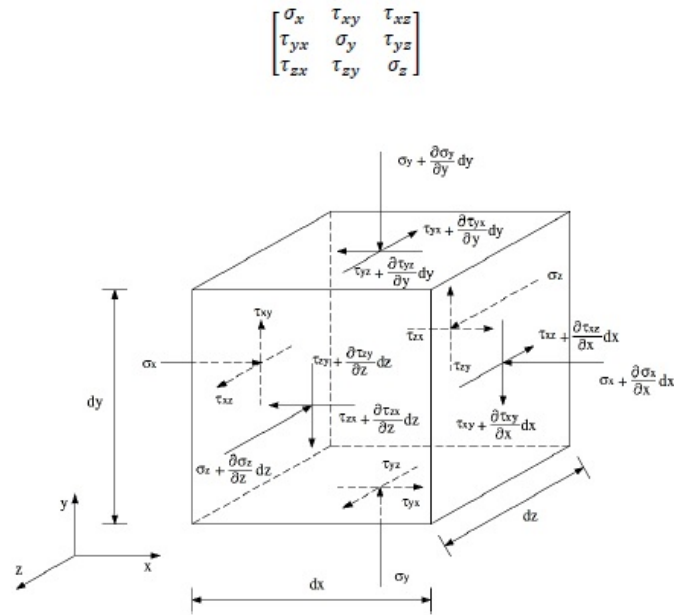 σx τxy τxz
τyx σy τyz
τzx τzy σz
σy + ∂σy/∂y dy
τyx + ∂τyx/∂y dy
τyz + ∂τyz/∂y dy
σz
τxy
τzx
τxz + ∂τxz/∂x dx
σx
τzy + ∂τzy/∂z dz
τzy
σx + ∂σx/∂x dx
dy
τxz
τzx + ∂τzx/∂z dz
τxy + ∂τxy/∂x dx
σz + ∂σz/∂z dz
τyz
τyx
y
dz
z
x
dx
σy